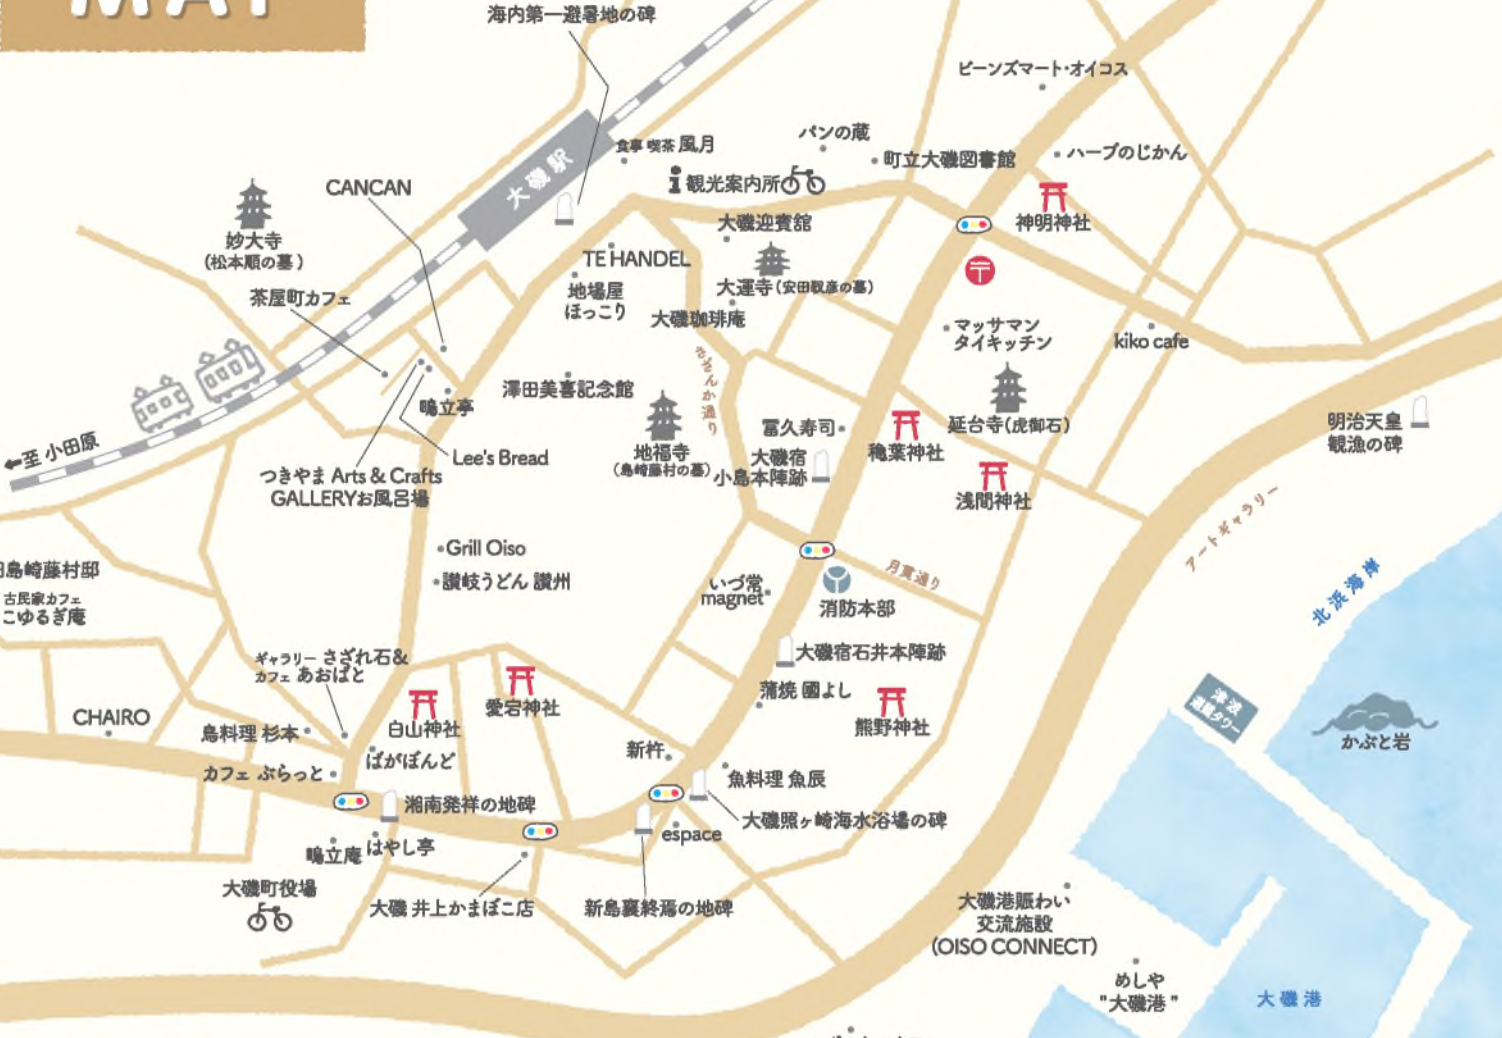 MAP
海内第一避暑地の碑
ビーンズマート・オイコス
大磯駅
食事 喫茶 風月
パンの蔵
町立大磯図書館
ハーブのじかん
観光案内所
CANCAN
神明神社
妙大寺
(松本順の墓)
大磯迎賓館
TE HANDEL
大運寺(安田靫彦の墓)
地場屋
ほっこり
茶屋町カフェ
大磯珈琲庵
マッサマン
タイキッチン
kiko cafe
さざんか通り
澤田美喜記念館
鴫立亭
地福寺
(島崎藤村の墓)
冨久寿司
延台寺(虎御石)
明治天皇
観漁の碑
穐葉神社
←至 小田原
Lee's Bread
大磯宿
小島本陣跡
つきやま Arts & Crafts
GALLERYお風呂場
浅間神社
アートギャラリー
Grill Oiso
讃岐うどん 讃州
月貫通り
北浜海岸
島崎藤村邸
古民家カフェ
こゆるぎ庵
いづ常
magnet
消防本部
大磯宿石井本陣跡
ギャラリー さざれ石&
カフェ あおばと
蒲焼 國よし
愛宕神社
白山神社
熊野神社
津波
避難タワー
CHAIRO
鳥料理 杉本
かぶと岩
ばがぼんど
新杵
カフェ ぶらっと
魚料理 魚辰
湘南発祥の地碑
大磯照ヶ崎海水浴場の碑
espace
鴫立庵
はやし亭
大磯町役場
大磯 井上かまぼこ店
新島襄終焉の地碑
大磯港賑わい
交流施設
(OISO CONNECT)
めしや
"大磯港"
大磯港